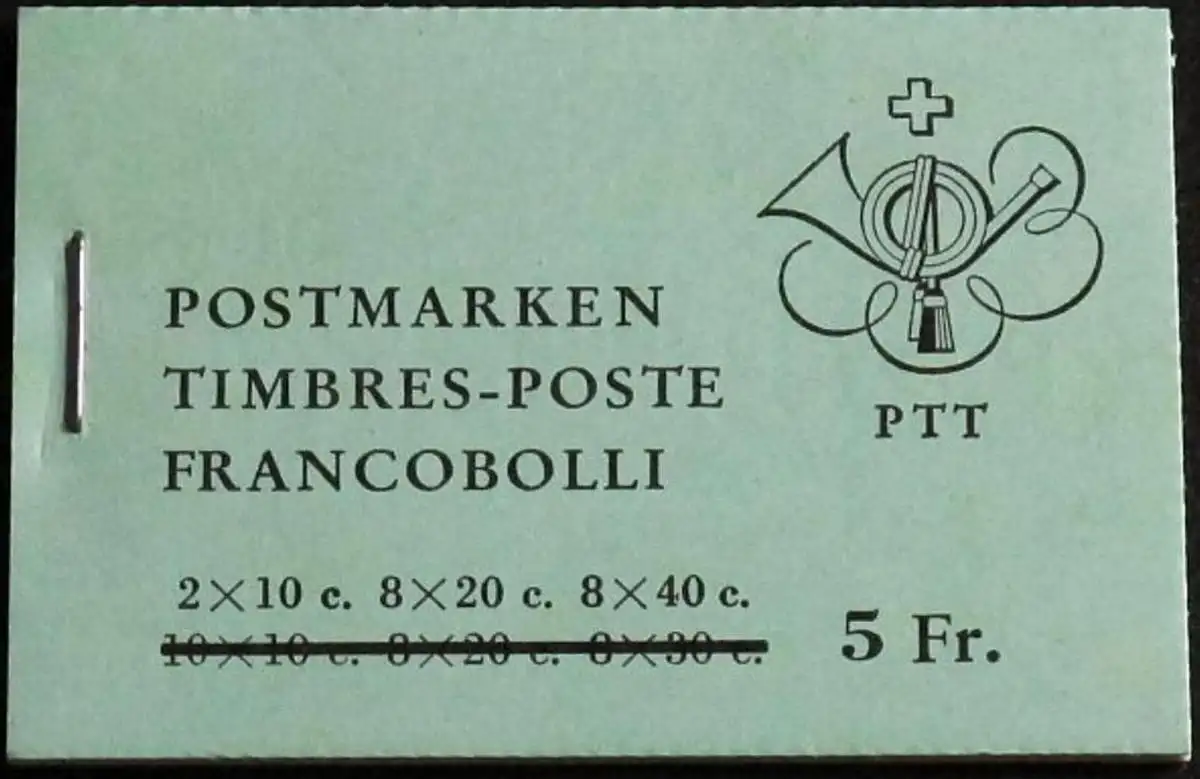 PTT
POSTMARKEN
TIMBRES-POSTE
FRANCOBOLLI
2×10 c. 8×20 c. 8×40 c.
10×10 c. 8×20 c. 8×30 c.
5 Fr.